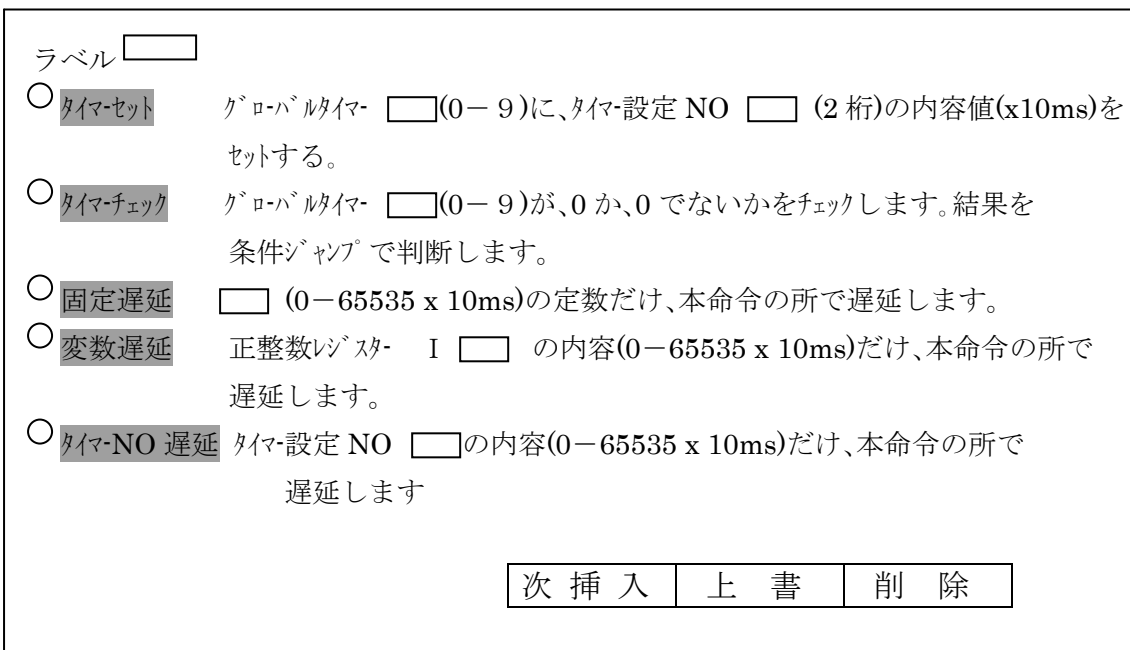 ラベル
ﾀｲﾏｰｾｯﾄ ｸﾞﾛｰﾊﾞﾙﾀｲﾏｰ (0－9)に、ﾀｲﾏｰ設定 NO (2 桁)の内容値(x10ms)を
ｾｯﾄする。
ﾀｲﾏｰﾁｪｯｸ ｸﾞﾛｰﾊﾞﾙﾀｲﾏｰ (0－9)が、0 か、0 でないかをﾁｪｯｸします。結果を
条件ｼﾞｬﾝﾌﾟで判断します。
固定遅延 (0－65535 x 10ms)の定数だけ、本命令の所で遅延します。
変数遅延 正整数ﾚｼﾞｽﾀｰ I の内容(0－65535 x 10ms)だけ、本命令の所で
遅延します。
ﾀｲﾏｰNO 遅延 ﾀｲﾏｰ設定 NO の内容(0－65535 x 10ms)だけ、本命令の所で
遅延します
次 挿 入 上 書 削 除